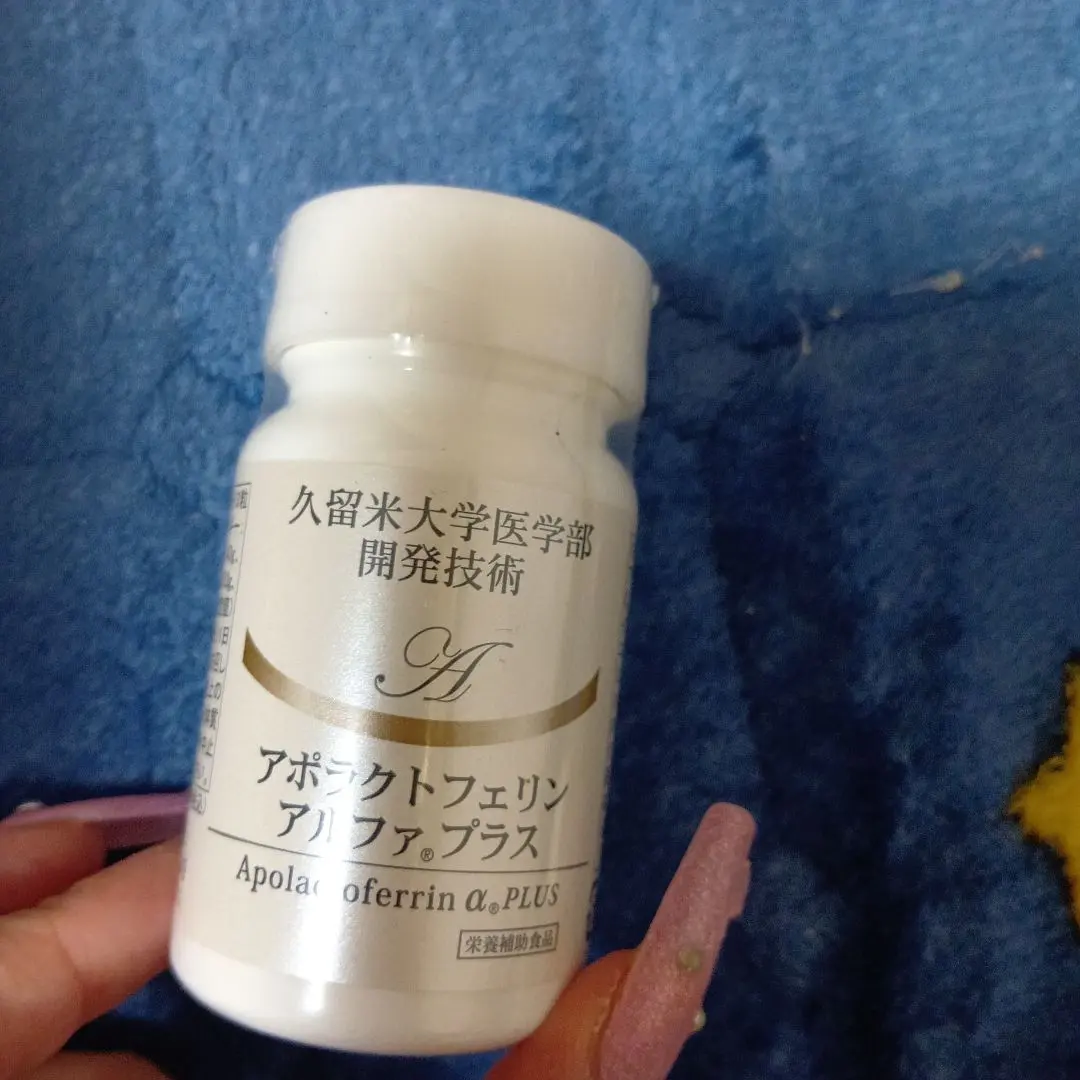 久留米大学医学部
開発技術
A
アポラクトフェリン
アルファ®プラス
Apolactoferrin α® PLUS
栄養補助食品